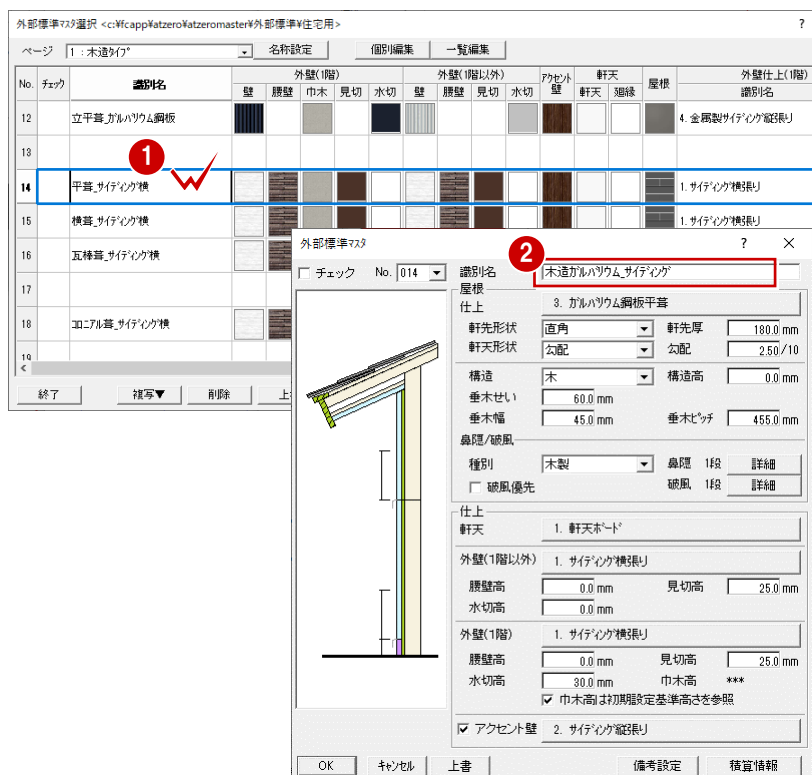 外部標準ﾏｽﾀ選択 <c:¥fcapp¥atzero¥atzeromaster¥外部標準¥住宅用>
?
ページ 1 : 木造ﾀｲﾌﾟ 名称設定 個別編集 一覧編集
外壁(1階) 外壁(1階以外) 軒天 外壁仕上(1階)
No. ﾁｪｯｸ 識別名 壁 腰壁 巾木 見切 水切 壁 腰壁 見切 水切 ｱｸｾﾝﾄ壁 軒天 廻縁 屋根 識別名
12 立平葺_ｶﾞﾙﾊﾞﾘｳﾑ鋼板 4. 金属製ｻｲﾃﾞｨﾝｸﾞ縦張り
13
1
14 平葺_ｻｲﾃﾞｨﾝｸﾞ横 1. ｻｲﾃﾞｨﾝｸﾞ横張り
15 横葺_ｻｲﾃﾞｨﾝｸﾞ横 1. ｻｲﾃﾞｨﾝｸﾞ横張り
16 瓦棒葺_ｻｲﾃﾞｨﾝｸﾞ横
17
18 ｺﾛﾆｱﾙ葺_ｻｲﾃﾞｨﾝｸﾞ横
19
終了 複写▼ 削除
外部標準ﾏｽﾀ ? ×
2
チェック No. 014 識別名 木造ｶﾞﾙﾊﾞﾘｳﾑ_ｻｲﾃﾞｨﾝｸﾞ
屋根
仕上 3. ｶﾞﾙﾊﾞﾘｳﾑ鋼板平葺
軒先形状 直角 軒先厚 180.0 mm
軒天形状 勾配 勾配 2.50 /10
構造 木 構造高 0.0 mm
垂木せい 60.0 mm
垂木幅 45.0 mm 垂木ﾋﾟｯﾁ 455.0 mm
鼻隠/破風
種別 木製 鼻隠 1段 詳細
破風優先 破風 1段 詳細
仕上
軒天 1. 軒天ﾎﾞｰﾄﾞ
外壁(1階以外) 1. ｻｲﾃﾞｨﾝｸﾞ横張り
腰壁高 0.0 mm 見切高 25.0 mm
水切高 0.0 mm
外壁(1階) 1. ｻｲﾃﾞｨﾝｸﾞ横張り
腰壁高 0.0 mm 見切高 25.0 mm
水切高 30.0 mm 巾木高 ***
巾木高は初期設定基準高さを参照
アクセント壁 2. ｻｲﾃﾞｨﾝｸﾞ縦張り
OK ｷｬﾝｾﾙ 上書 備考設定 積算情報